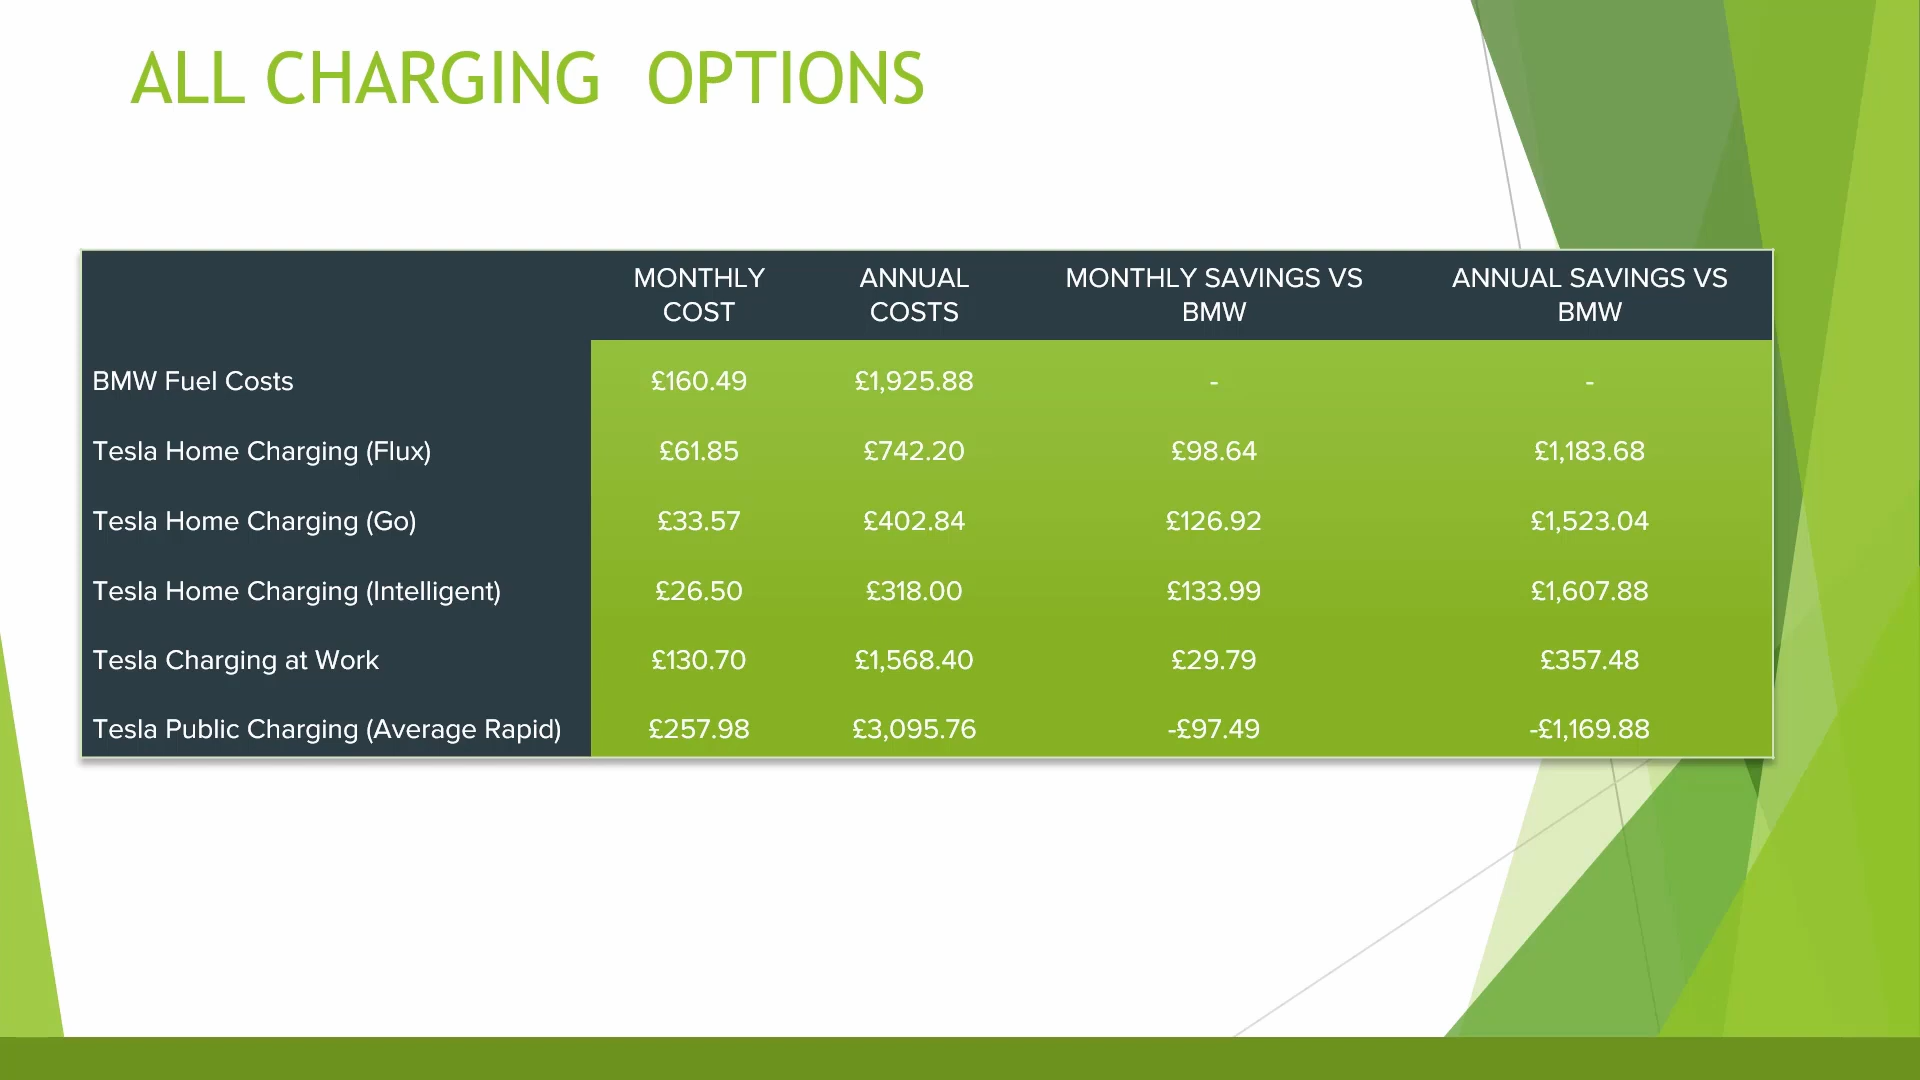 ALL CHARGING  OPTIONS
MONTHLY COST ANNUAL COSTS MONTHLY SAVINGS VS BMW ANNUAL SAVINGS VS BMW
BMW Fuel Costs £160.49 £1,925.88 - -
Tesla Home Charging (Flux) £61.85 £742.20 £98.64 £1,183.68
Tesla Home Charging (Go) £33.57 £402.84 £126.92 £1,523.04
Tesla Home Charging (Intelligent) £26.50 £318.00 £133.99 £1,607.88
Tesla Charging at Work £130.70 £1,568.40 £29.79 £357.48
Tesla Public Charging (Average Rapid) £257.98 £3,095.76 -£97.49 -£1,169.88